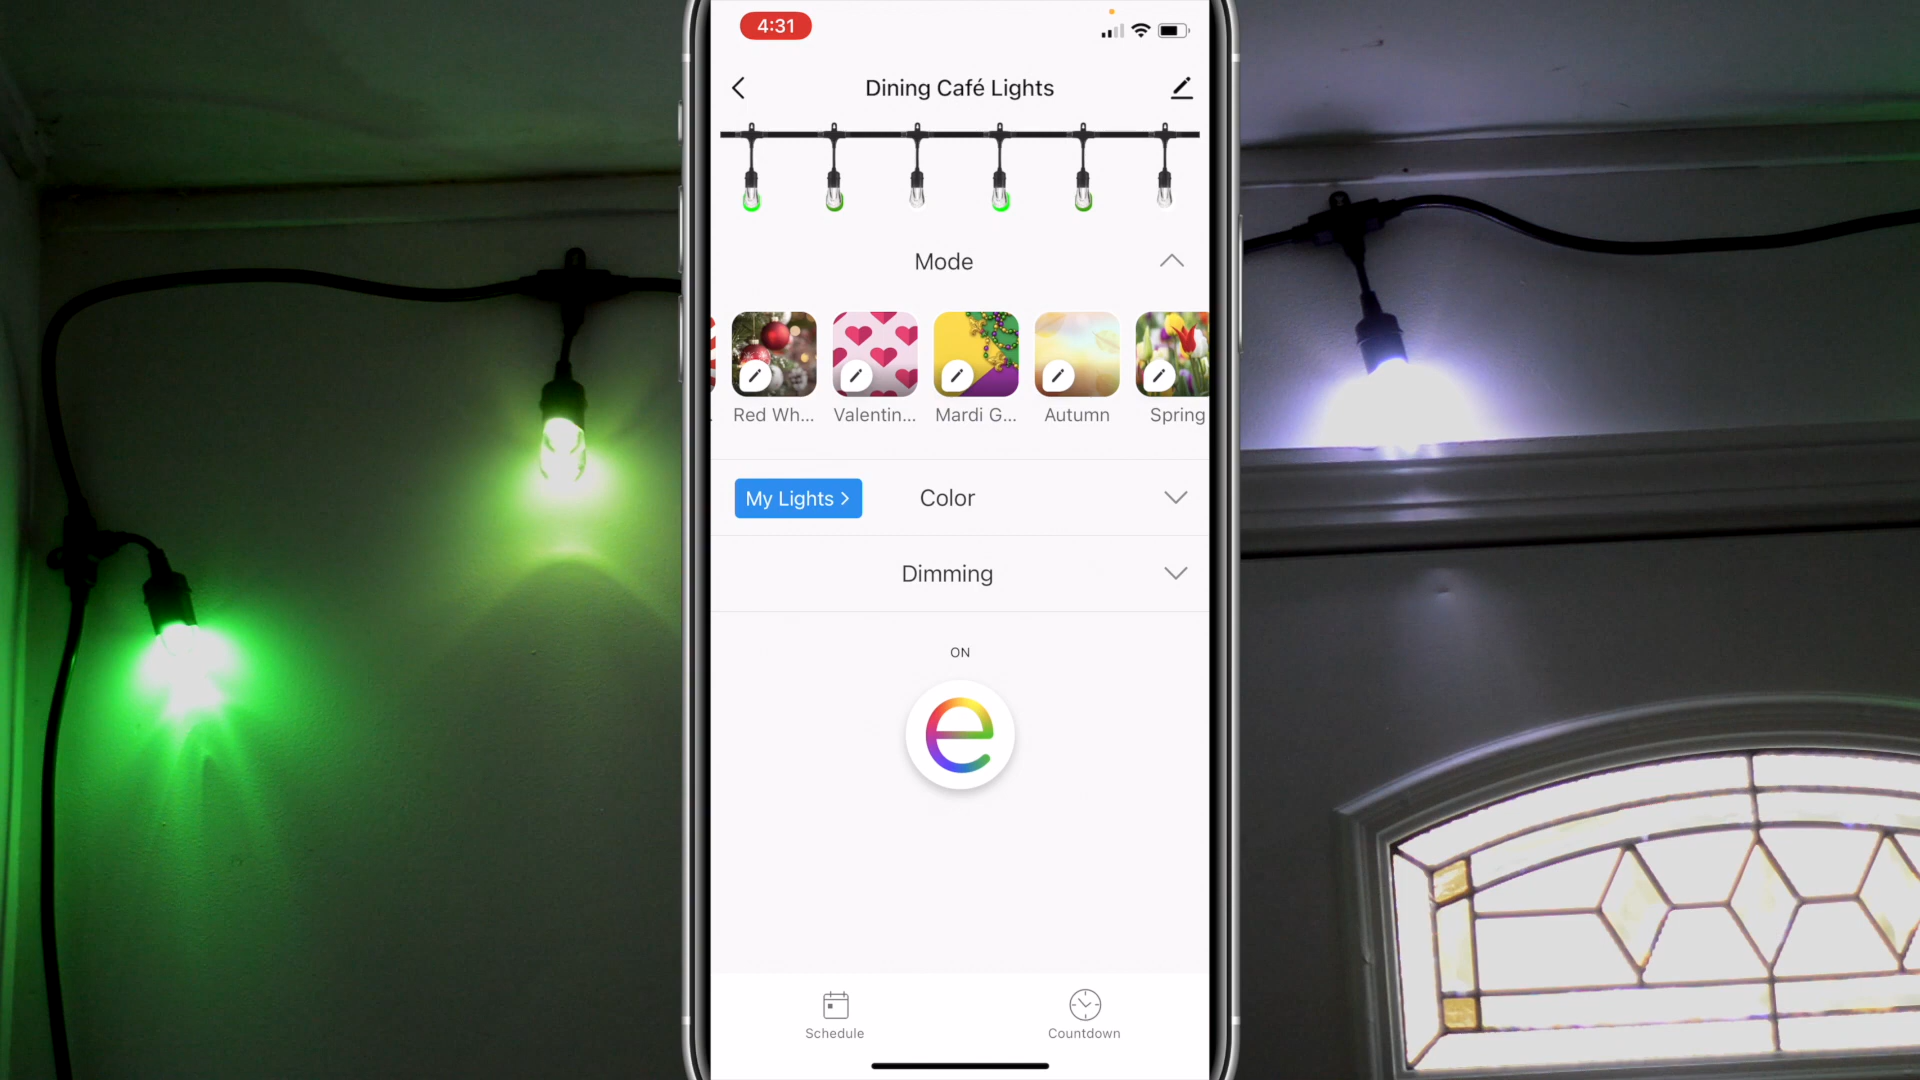 4:31
Dining Café Lights
Mode
Red Wh...
Valentin...
Mardi G...
Autumn
Spring
My Lights >
Color
Dimming
ON
e
Schedule
Countdown